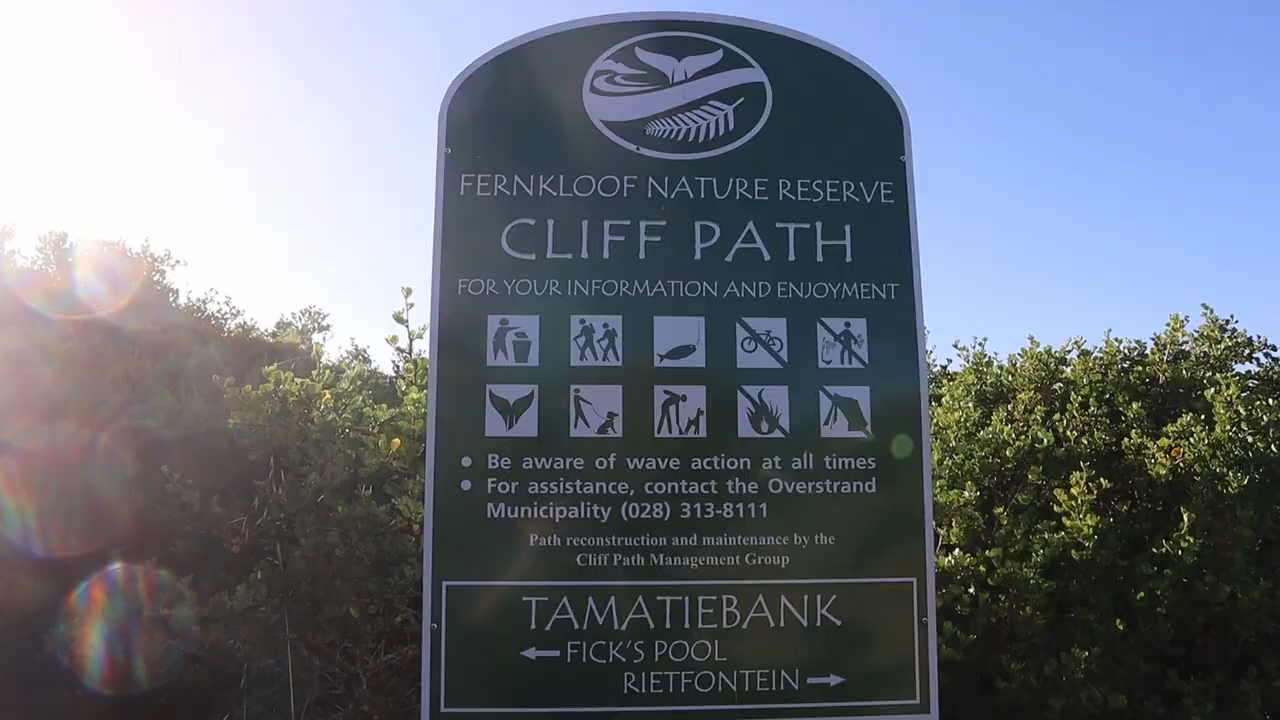 FERNKLOOF NATURE RESERVE
CLIFF PATH
FOR YOUR INFORMATION AND ENJOYMENT
• Be aware of wave action at all times
• For assistance, contact the Overstrand
Municipality (028) 313-8111
Path reconstruction and maintenance by the
Cliff Path Management Group
TAMATIEBANK
← FICK'S POOL
RIETFONTEIN →